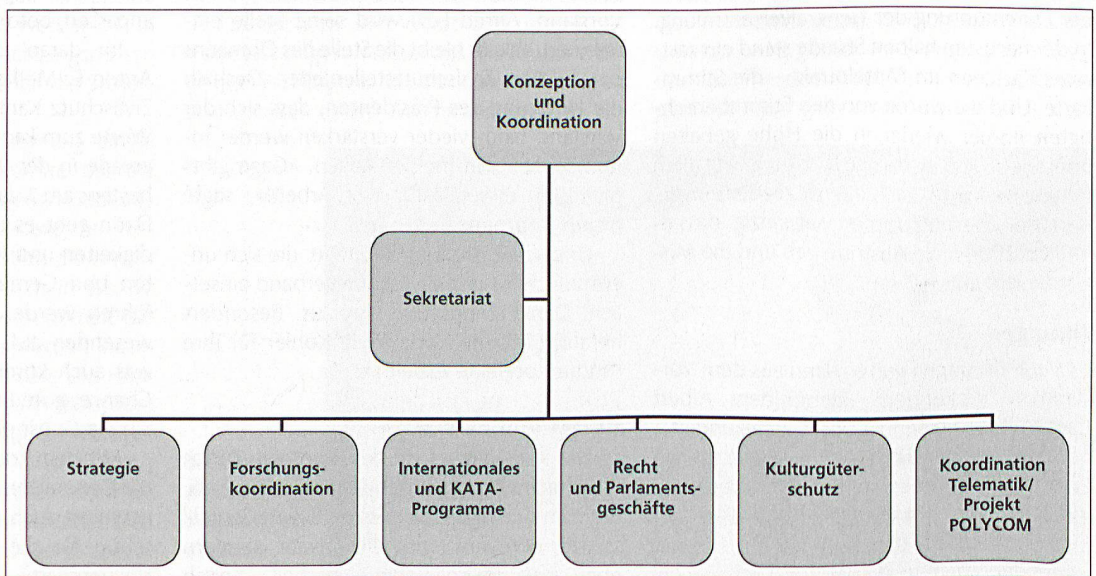 Konzeption
und
Koordination
Sekretariat
Strategie
Forschungs-
koordination
Internationales
und KATA-
Programme
Recht
und Parlaments-
geschäfte
Kulturgüter-
schutz
Koordination
Telematik/
Projekt
POLYCOM